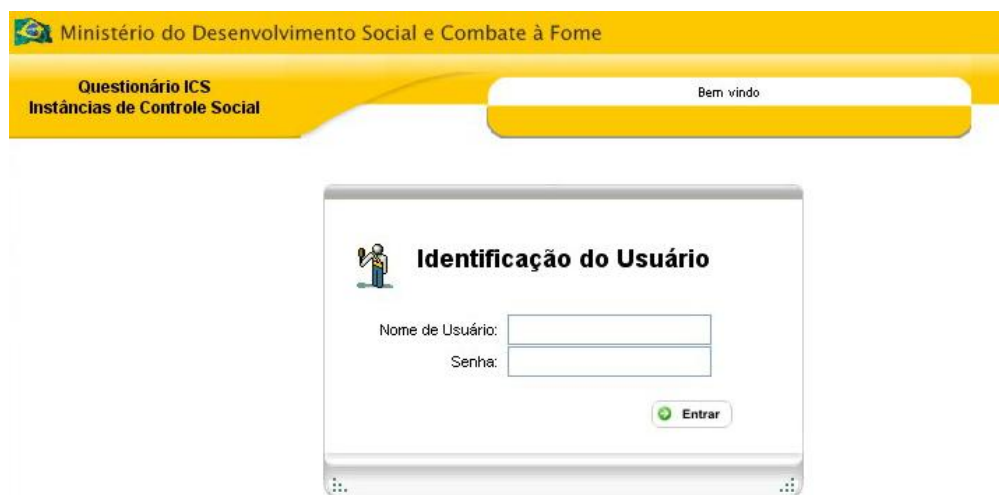 Ministério do Desenvolvimento Social e Combate à Fome
Questionário ICS
Instâncias de Controle Social
Bem vindo
Identificação do Usuário
Nome de Usuário:
Senha:
Entrar